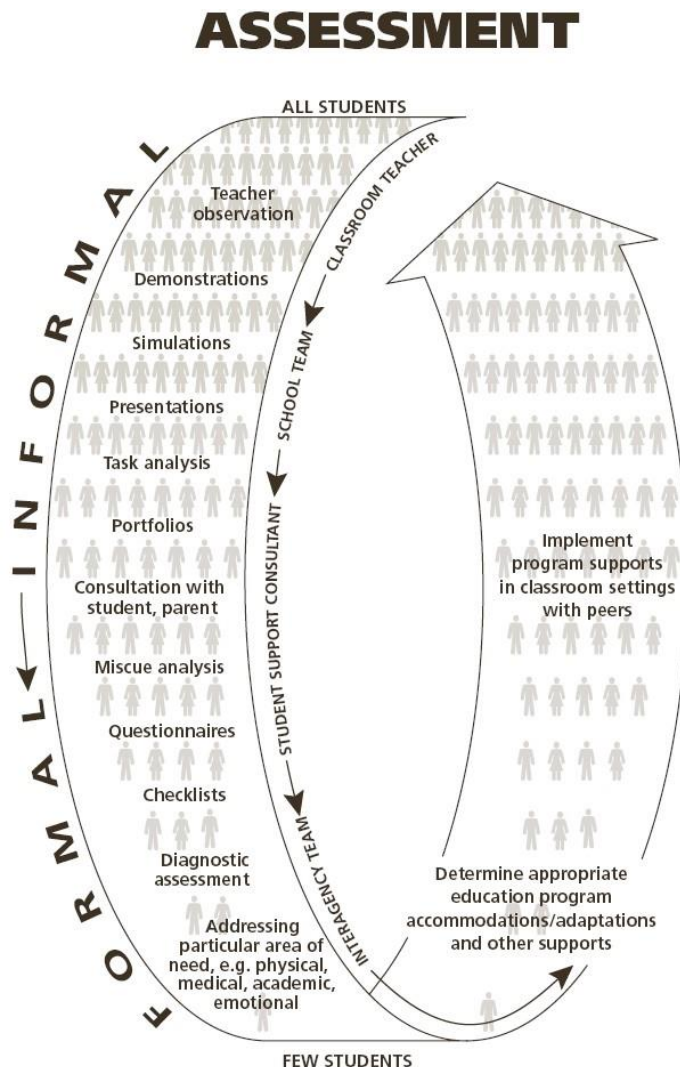 ASSESSMENT
ALL STUDENTS
INFORMAL
FORMAL
Teacher
observation
Demonstrations
Simulations
Presentations
Task analysis
Portfolios
Consultation with
student, parent
Miscue analysis
Questionnaires
Checklists
Diagnostic
assessment
Addressing
particular area of
need, e.g. physical,
medical, academic,
emotional
CLASSROOM TEACHER
SCHOOL TEAM
STUDENT SUPPORT CONSULTANT
INTERAGENCY TEAM
Implement
program supports
in classroom settings
with peers
Determine appropriate
education program
accommodations/adaptations
and other supports
FEW STUDENTS